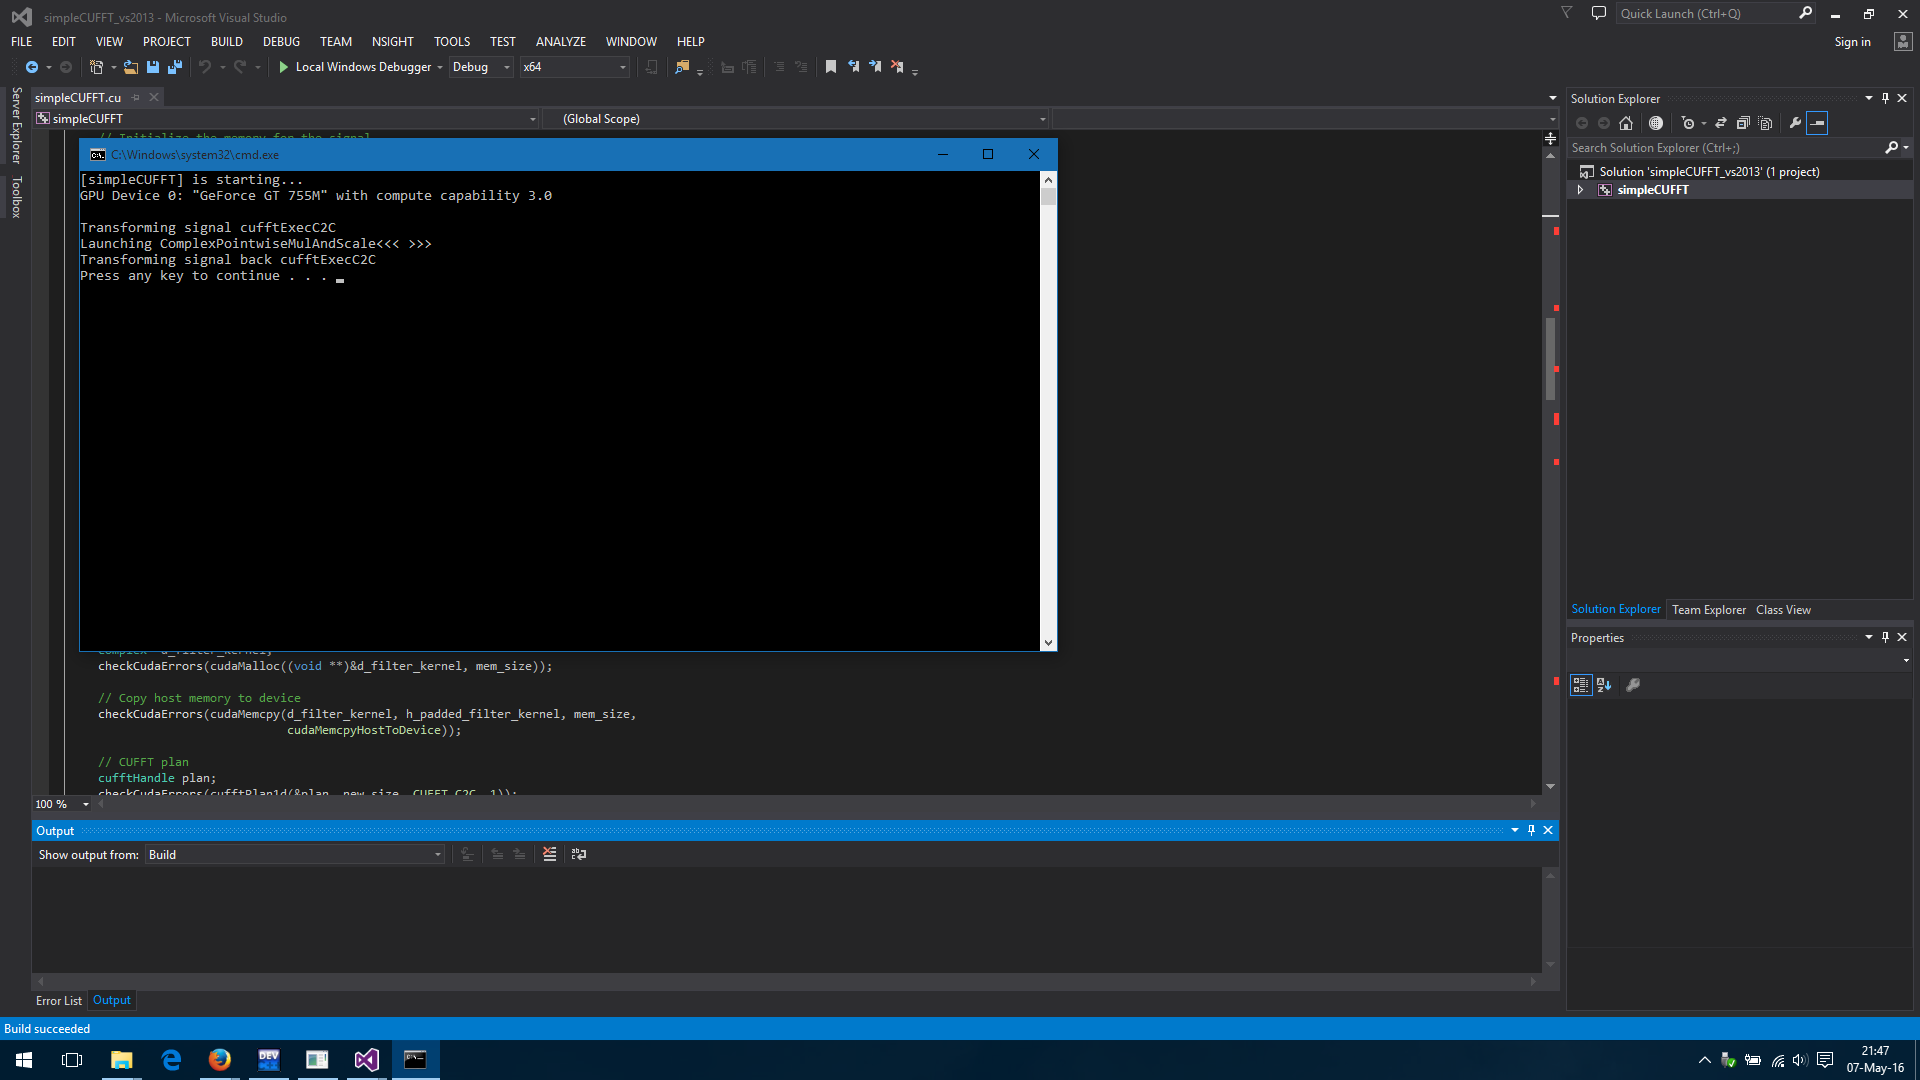 simpleCUFFT_vs2013 - Microsoft Visual Studio
Quick Launch (Ctrl+Q)
FILE EDIT VIEW PROJECT BUILD DEBUG TEAM NSIGHT TOOLS TEST ANALYZE WINDOW HELP
Sign in
Local Windows Debugger Debug x64
Server Explorer
Toolbox
simpleCUFFT.cu
simpleCUFFT (Global Scope)
// Initialize the memory for the signal
C:\Windows\system32\cmd.exe
[simpleCUFFT] is starting...
GPU Device 0: "GeForce GT 755M" with compute capability 3.0
Transforming signal cufftExecC2C
Launching ComplexPointwiseMulAndScale<<< >>>
Transforming signal back cufftExecC2C
Press any key to continue . . .
Complex *d_filter_kernel;
checkCudaErrors(cudaMalloc((void **)&d_filter_kernel, mem_size));
// Copy host memory to device
checkCudaErrors(cudaMemcpy(d_filter_kernel, h_padded_filter_kernel, mem_size,
cudaMemcpyHostToDevice));
// CUFFT plan
cufftHandle plan;
checkCudaErrors(cufftPlan1d(&plan, new_size, CUFFT_C2C, 1));
100 %
Output
Show output from: Build
Error List Output
Solution Explorer
Search Solution Explorer (Ctrl+;)
Solution 'simpleCUFFT_vs2013' (1 project)
simpleCUFFT
Solution Explorer Team Explorer Class View
Properties
Build succeeded
DEV
21:47
07-May-16